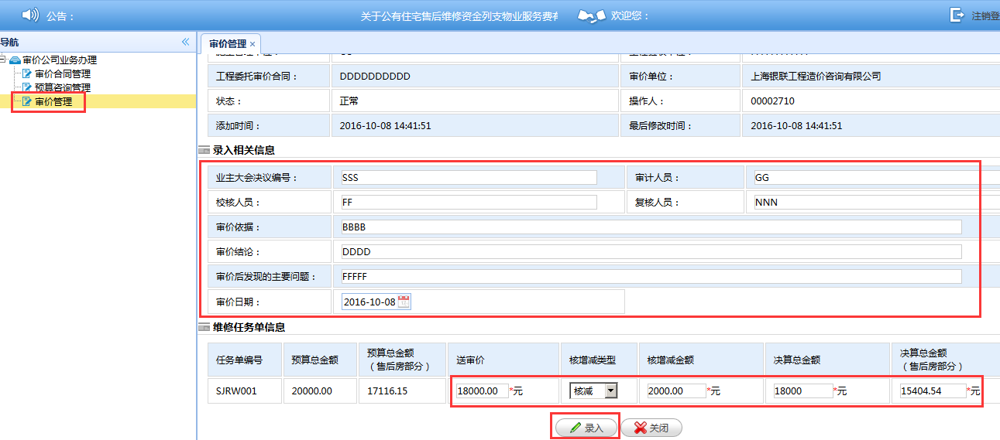 公告： 关于公有住宅售后维修资金列支物业服务费有 欢迎您： 注销登
导航
审价公司业务办理
审价合同管理
预算咨询管理
审价管理
审价管理 ×
工程委托审价合同： DDDDDDDDDD 审价单位： 上海银联工程造价咨询有限公司
状态： 正常 操作人： 00002710
添加时间： 2016-10-08 14:41:51 最后修改时间： 2016-10-08 14:41:51
录入相关信息
业主大会决议编号： SSS 审计人员： GG
校核人员： FF 复核人员： NNN
审价依据： BBBB
审价结论： DDDD
审价后发现的主要问题： FFFFF
审价日期： 2016-10-08
维修任务单信息
任务单编号 预算总金额 预算总金额（售后房部分） 送审价 核增减类型 核增减金额 决算总金额 决算总金额（售后房部分）
SJRW001 20000.00 17116.15 18000.00 *元 核减 2000.00 *元 18000 *元 15404.54 *元
录入 关闭